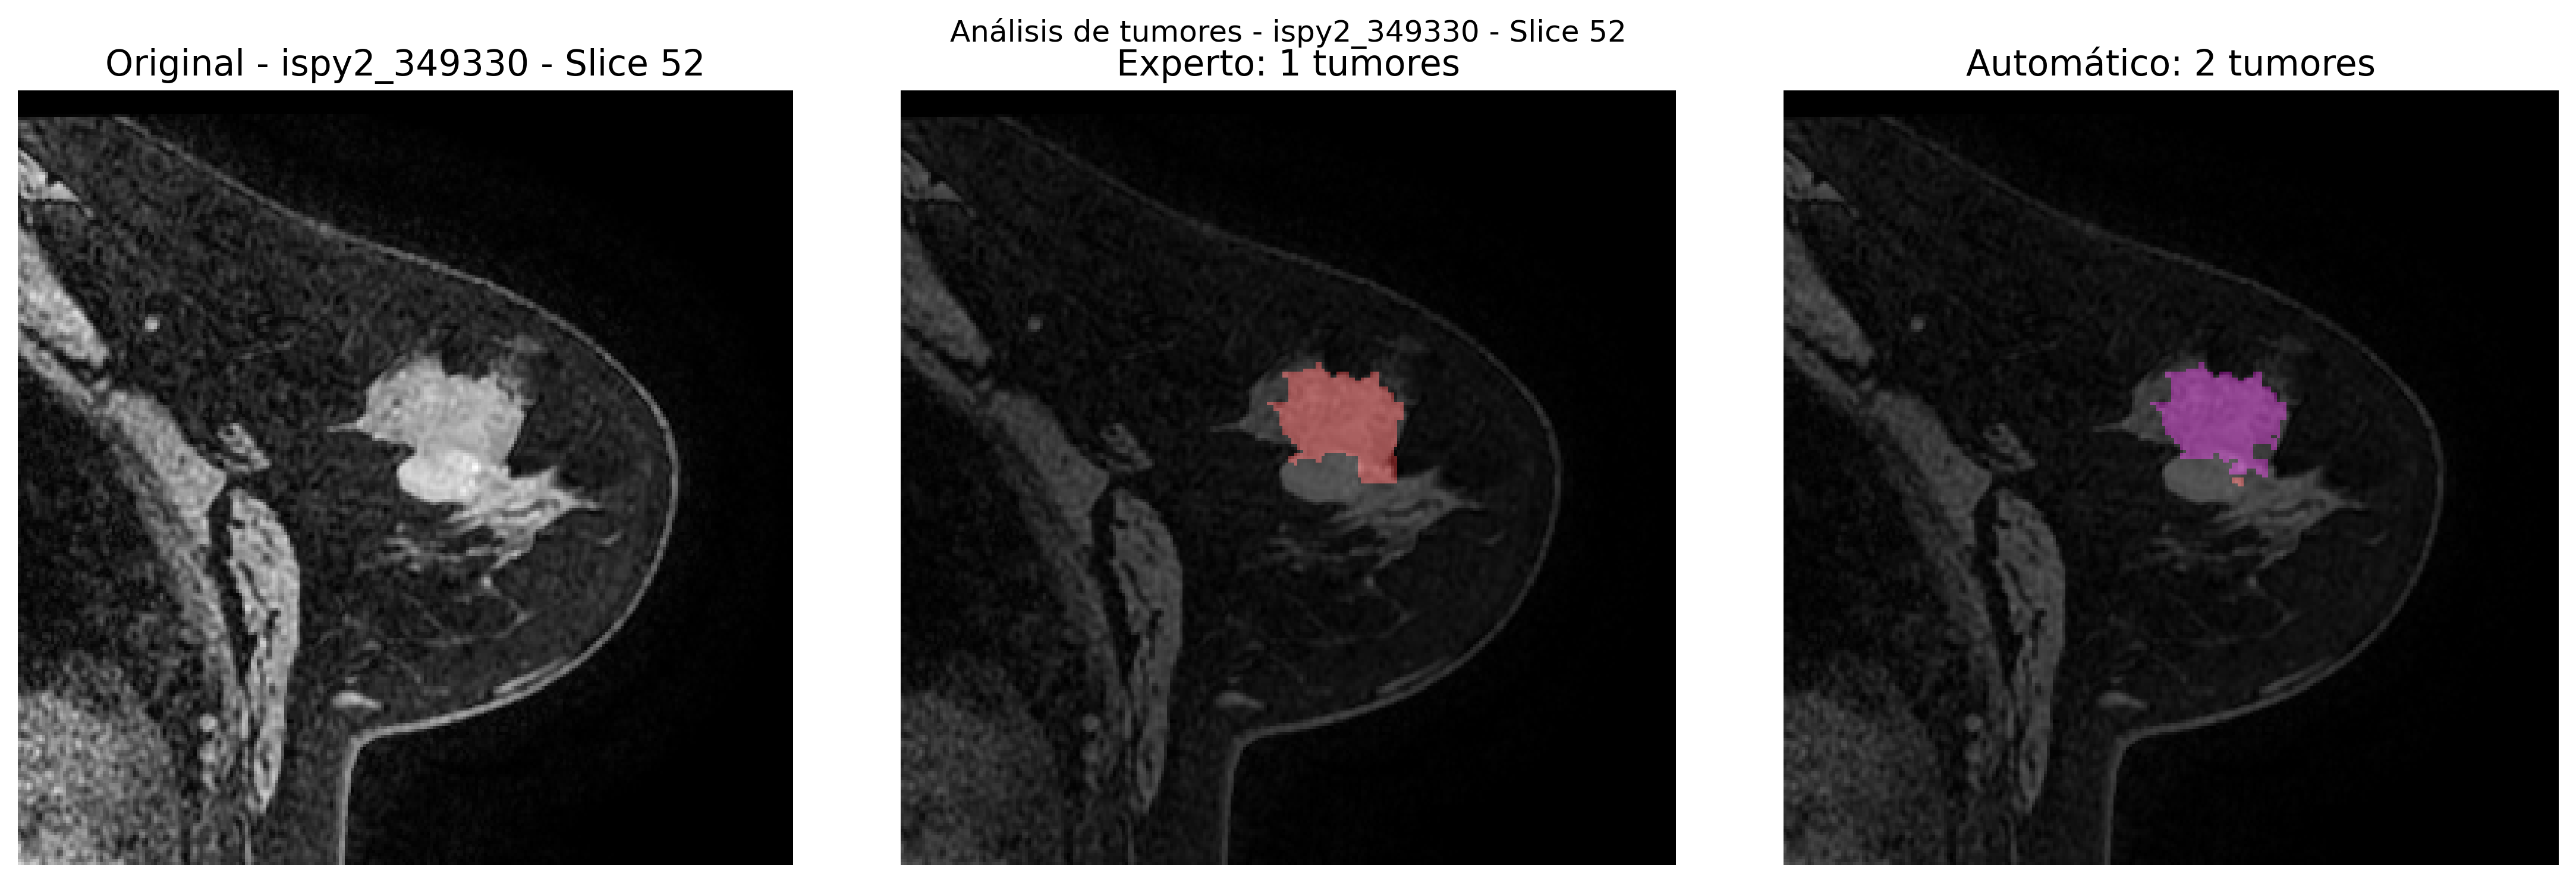 Análisis de tumores - ispy2_349330 - Slice 52
Original - ispy2_349330 - Slice 52
Experto: 1 tumores
Automático: 2 tumores